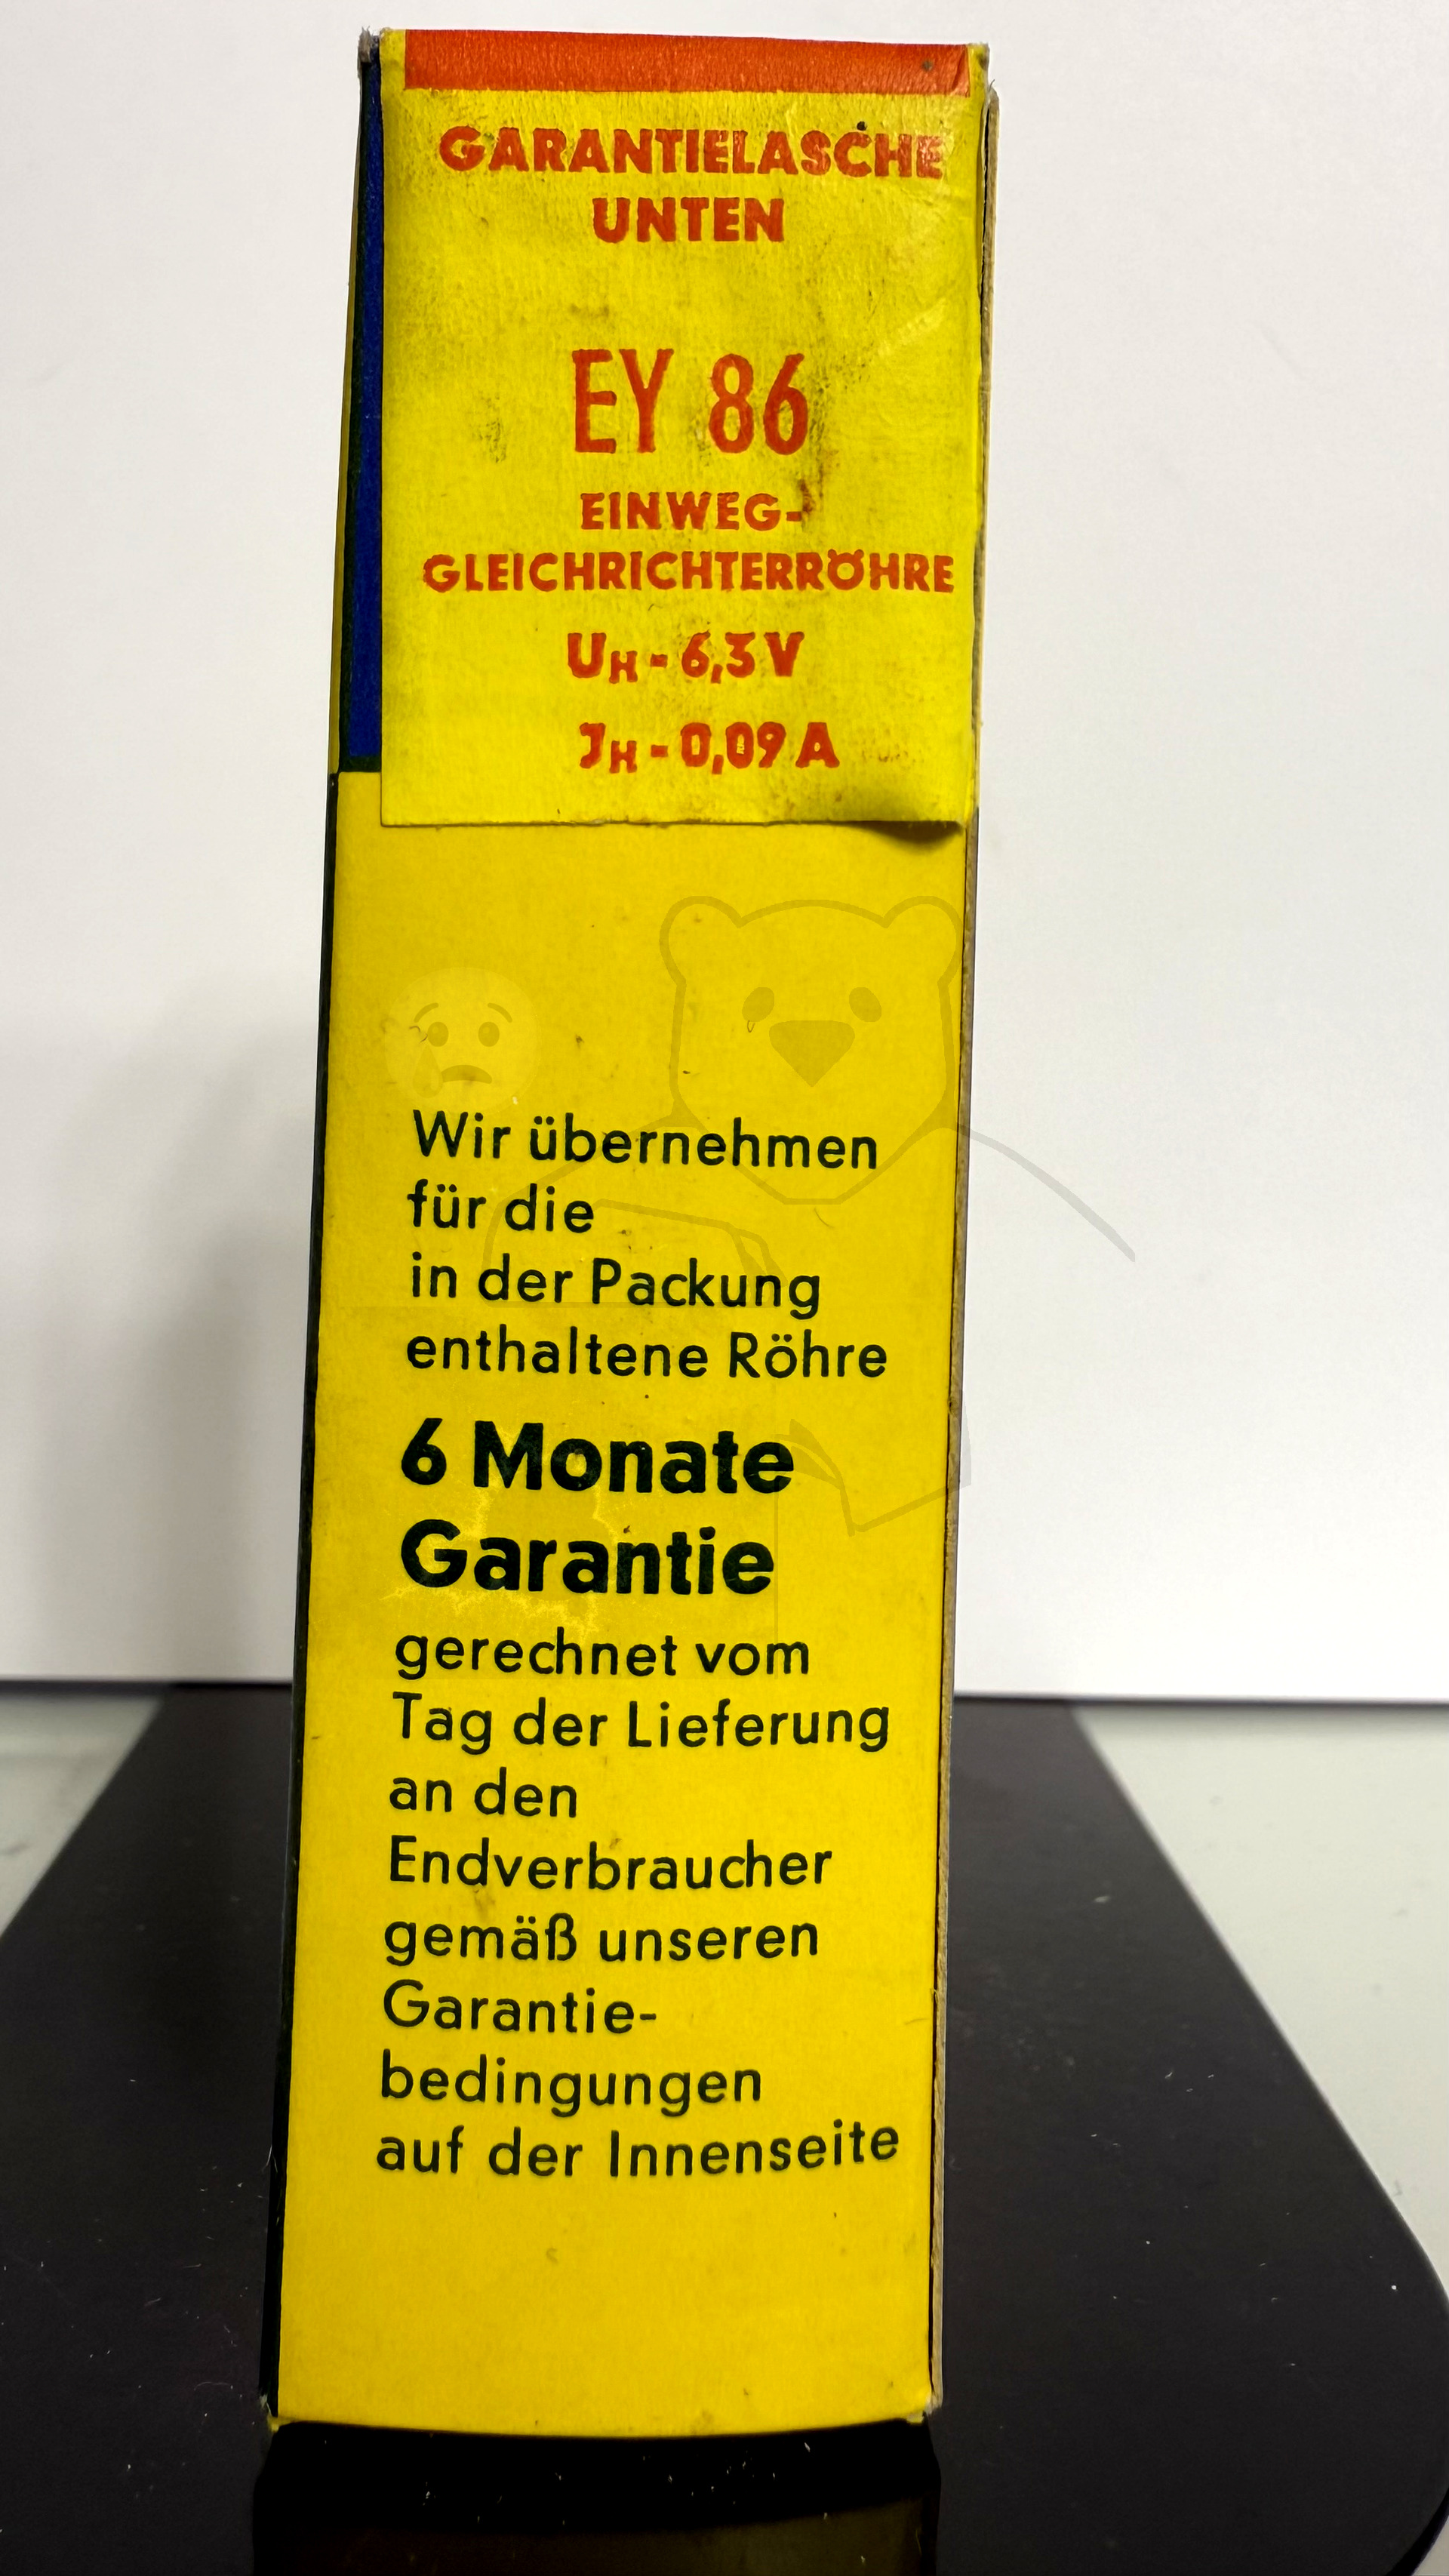 GARANTIELASCHE
UNTEN
EY 86
EINWEG-
GLEICHRICHTERRÖHRE
UH - 6,3 V
JH - 0,09 A
Wir übernehmen
für die
in der Packung
enthaltene Röhre
6 Monate
Garantie
gerechnet vom
Tag der Lieferung
an den
Endverbraucher
gemäß unseren
Garantie-
bedingungen
auf der Innenseite